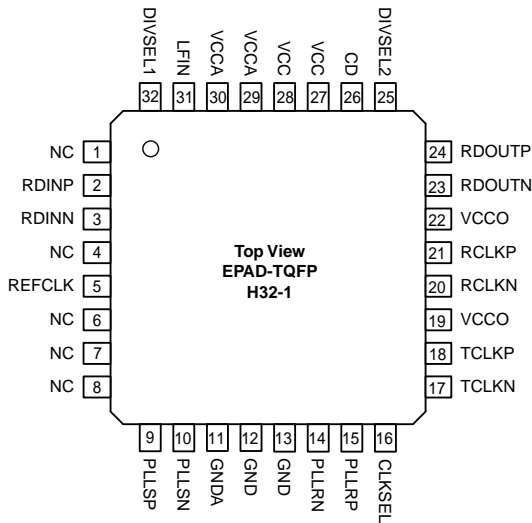 DIVSEL1 LFIN VCCA VCCA VCC VCC CD DIVSEL2
32 31 30 29 28 27 26 25
NC 1
RDINP 2
RDINN 3
NC 4
REFCLK 5
NC 6
NC 7
NC 8
Top View
EPAD-TQFP
H32-1
24 RDOUTP
23 RDOUTN
22 VCCO
21 RCLKP
20 RCLKN
19 VCCO
18 TCLKP
17 TCLKN
9 10 11 12 13 14 15 16
PLLSP PLLSN GNDA GND GND PLLRN PLLRP CLKSEL